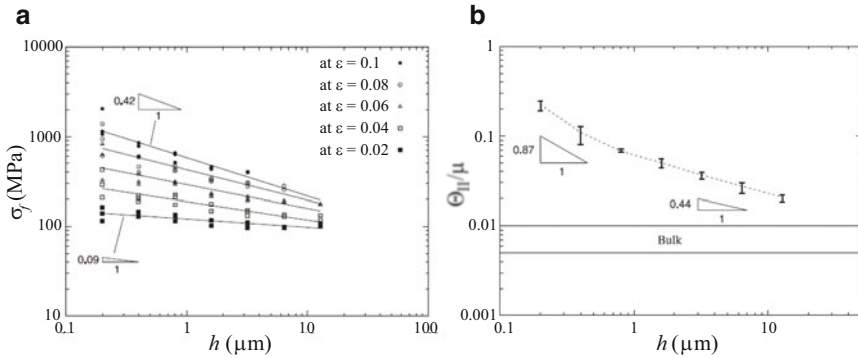 a
10000
1000
100
10
0.1
1
10
100
σf (MPa)
h (μm)
at ε = 0.1
at ε = 0.08
at ε = 0.06
at ε = 0.04
at ε = 0.02
0.42
1
0.09
1
b
1
0.1
0.01
0.001
0.1
1
10
100
ΘII/μ
h (μm)
0.87
1
0.44
1
Bulk